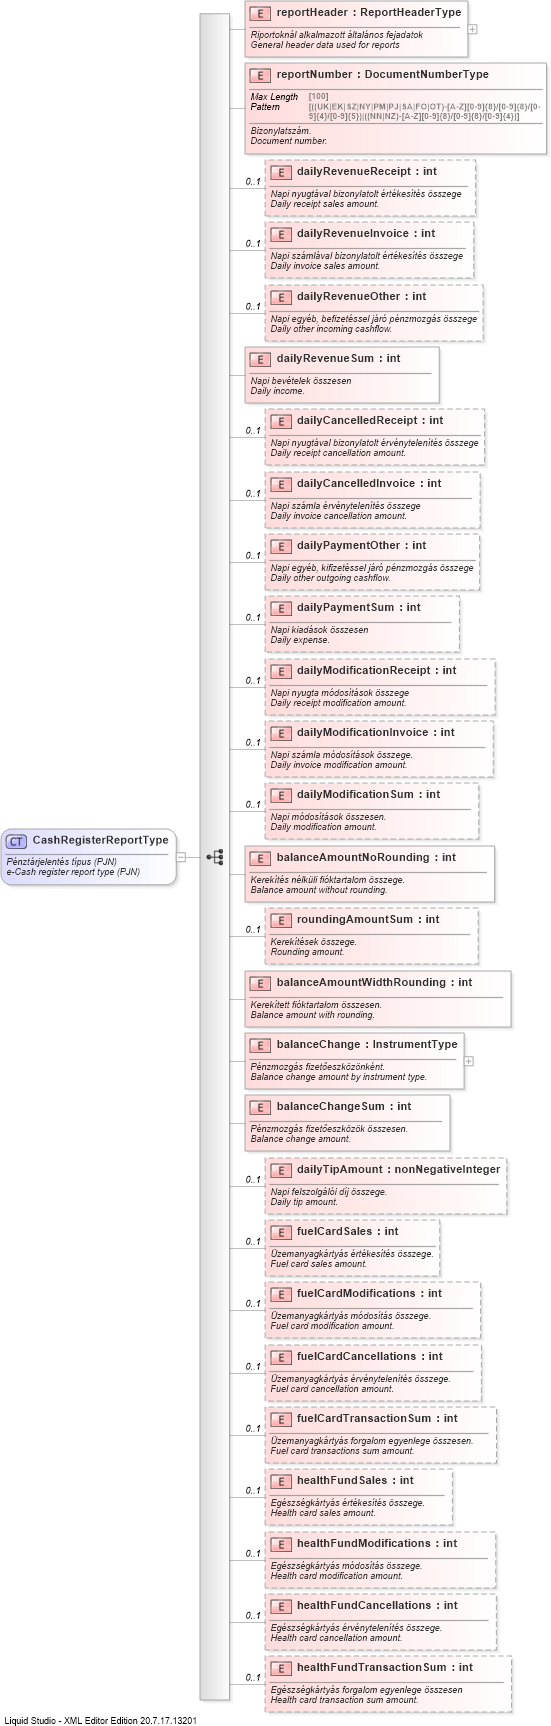 reportHeader : ReportHeaderType
Riportoknál alkalmazott általános fejadatok
General header data used for reports
reportNumber : DocumentNumberType
Max Length [100]
Pattern [((UK|EK|SZ|NY|PM|PJ|SA|FO|OT)-[A-Z][0-9]{8}/[0-9]{8}/[0-
9]{4}/[0-9]{5})|((NN|NZ)-[A-Z][0-9]{8}/[0-9]{8}/[0-9]{4})]
Bizonylatszám.
Document number.
0..1
dailyRevenueReceipt : int
Napi nyugtával bizonylatolt értékesítés összege
Daily receipt sales amount.
0..1
dailyRevenueInvoice : int
Napi számlával bizonylatolt értékesítés összege
Daily invoice sales amount.
0..1
dailyRevenueOther : int
Napi egyéb, befizetéssel járó pénzmozgás összege
Daily other incoming cashflow.
dailyRevenueSum : int
Napi bevételek összesen
Daily income.
0..1
dailyCancelledReceipt : int
Napi nyugtával bizonylatolt érvénytelenítés összege
Daily receipt cancellation amount.
0..1
dailyCancelledInvoice : int
Napi számla érvénytelenítés összege
Daily invoice cancellation amount.
0..1
dailyPaymentOther : int
Napi egyéb, kifizetéssel járó pénzmozgás összege
Daily other outgoing cashflow.
0..1
dailyPaymentSum : int
Napi kiadások összesen
Daily expense.
0..1
dailyModificationReceipt : int
Napi nyugta módosítások összege
Daily receipt modification amount.
0..1
dailyModificationInvoice : int
Napi számla módosítások összege.
Daily invoice modification amount.
0..1
dailyModificationSum : int
Napi módosítások összesen.
Daily modification amount.
CT CashRegisterReportType
Pénztárjelentés típus (PJN)
e-Cash register report type (PJN)
balanceAmountNoRounding : int
Kerekítés nélküli fióktartalom összege.
Balance amount without rounding.
0..1
roundingAmountSum : int
Kerekítések összege.
Rounding amount.
balanceAmountWidthRounding : int
Kerekített fióktartalom összesen.
Balance amount with rounding.
balanceChange : InstrumentType
Pénzmozgás fizetőeszközönként.
Balance change amount by instrument type.
balanceChangeSum : int
Pénzmozgás fizetőeszközök összesen.
Balance change amount.
0..1
dailyTipAmount : nonNegativeInteger
Napi felszolgálói díj összege.
Daily tip amount.
0..1
fuelCardSales : int
Üzemanyagkártyás értékesítés összege.
Fuel card sales amount.
0..1
fuelCardModifications : int
Üzemanyagkártyás módosítás összege.
Fuel card modification amount.
0..1
fuelCardCancellations : int
Üzemanyagkártyás érvénytelenítés összege.
Fuel card cancellation amount.
0..1
fuelCardTransactionSum : int
Üzemanyagkártyás forgalom egyenlege összesen.
Fuel card transactions sum amount.
0..1
healthFundSales : int
Egészségkártyás értékesítés összege.
Health card sales amount.
0..1
healthFundModifications : int
Egészségkártyás módosítás összege.
Health card modification amount.
0..1
healthFundCancellations : int
Egészségkártyás érvénytelenítés összege.
Health card cancellation amount.
0..1
healthFundTransactionSum : int
Egészségkártyás forgalom egyenlege összesen
Health card transaction sum amount.
Liquid Studio - XML Editor Edition 20.7.17.13201